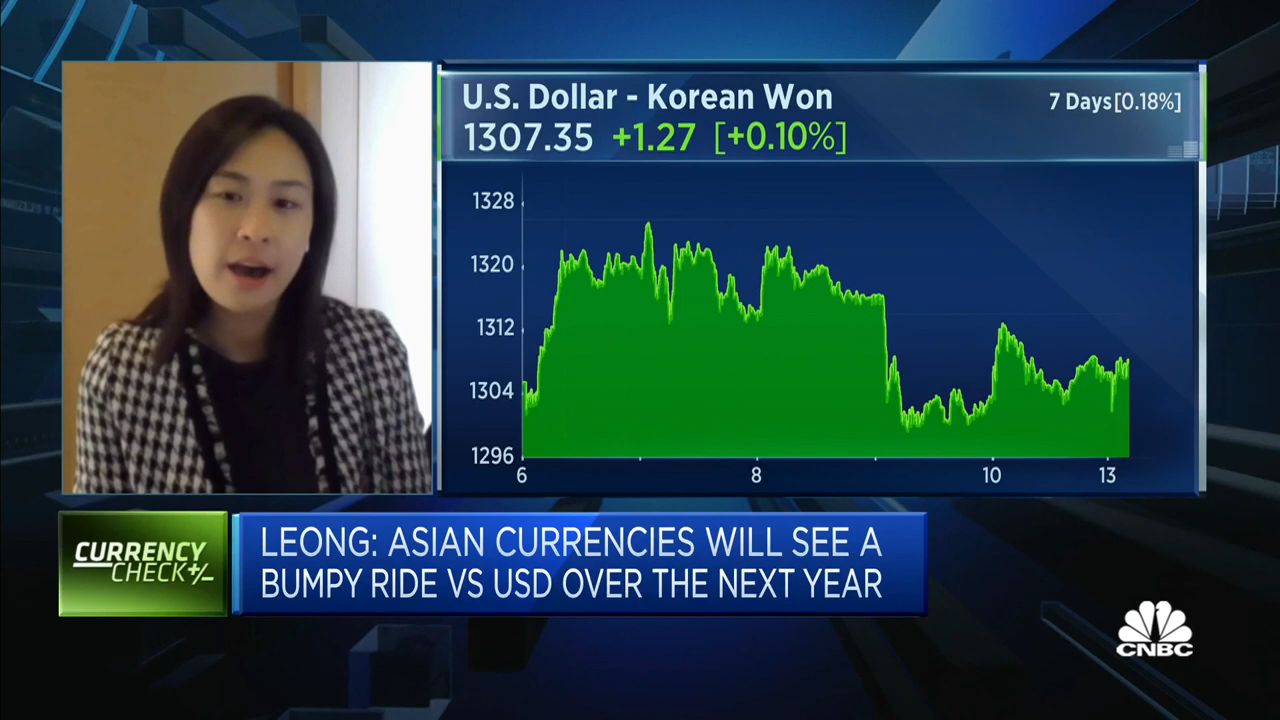 U.S. Dollar - Korean Won
7 Days[0.18%]
1307.35 +1.27 [+0.10%]
1328
1320
1312
1304
1296
6 8 10 13
CURRENCY
CHECK+/-
LEONG: ASIAN CURRENCIES WILL SEE A
BUMPY RIDE VS USD OVER THE NEXT YEAR
CNBC